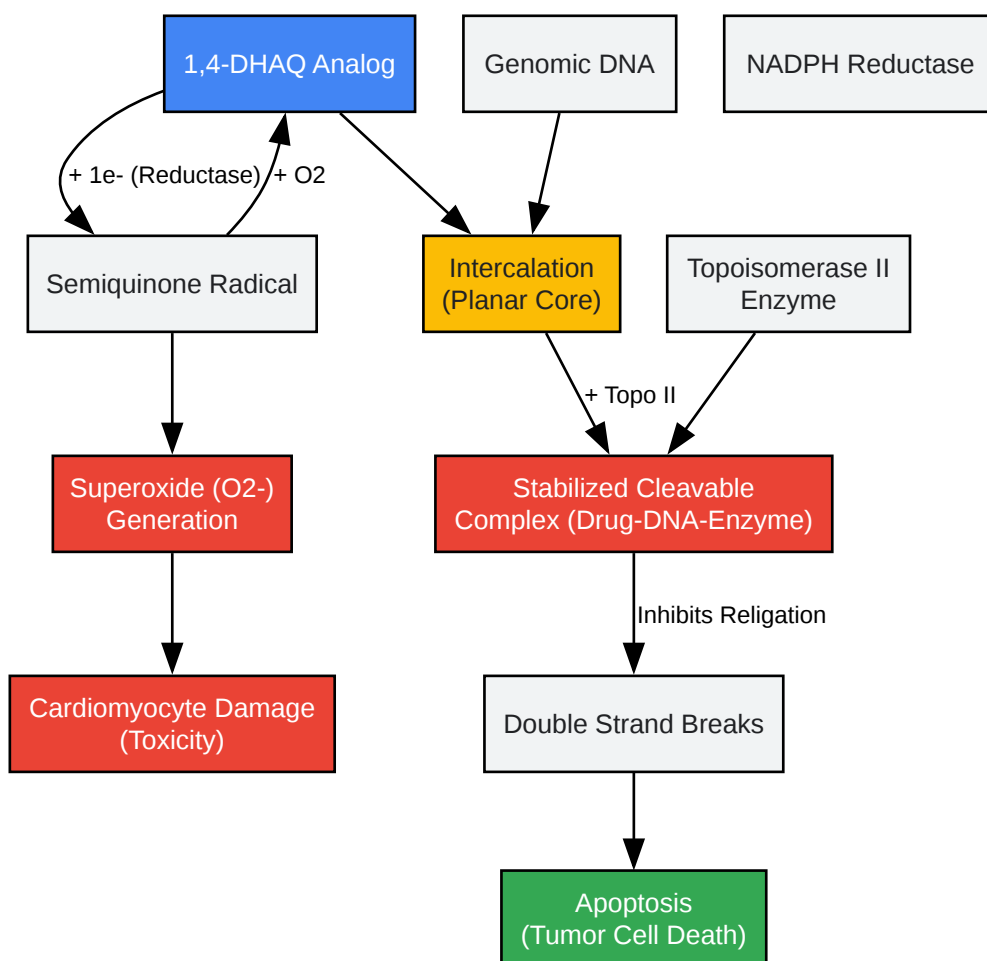 1,4-DHAQ Analog
Genomic DNA
NADPH Reductase
+ 1e- (Reductase)
+ O2
Semiquinone Radical
Intercalation
(Planar Core)
Topoisomerase II
Enzyme
+ Topo II
Superoxide (O2-)
Generation
Stabilized Cleavable
Complex (Drug-DNA-Enzyme)
Inhibits Religation
Cardiomyocyte Damage
(Toxicity)
Double Strand Breaks
Apoptosis
(Tumor Cell Death)